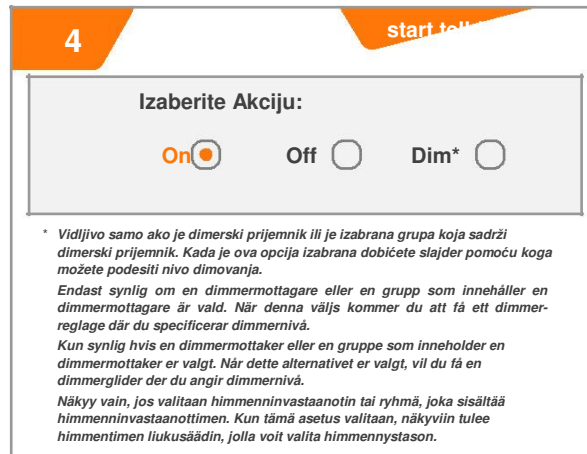 4
start
Izaberite Akciju:
On Off Dim*
* Vidljivo samo ako je dimerski prijemnik ili je izabrana grupa koja sadrži
dimerski prijemnik. Kada je ova opcija izabrana dobićete slajder pomoću koga
možete podesiti nivo dimovanja.
Endast synlig om en dimmermottagare eller en grupp som innehåller en
dimmermottagare är vald. När denna väljs kommer du att få ett dimmer-
reglage där du specificerar dimmernivå.
Kun synlig hvis en dimmermottaker eller en gruppe som inneholder en
dimmermottaker er valgt. Når dette alternativet er valgt, vil du få en
dimmerglider der du angir dimmernivå.
Näkyy vain, jos valitaan himmenninvastaanotin tai ryhmä, joka sisältää
himmenninvastaanottimen. Kun tämä asetus valitaan, näkyviin tulee
himmentimen liukusäädin, jolla voit valita himmennystason.